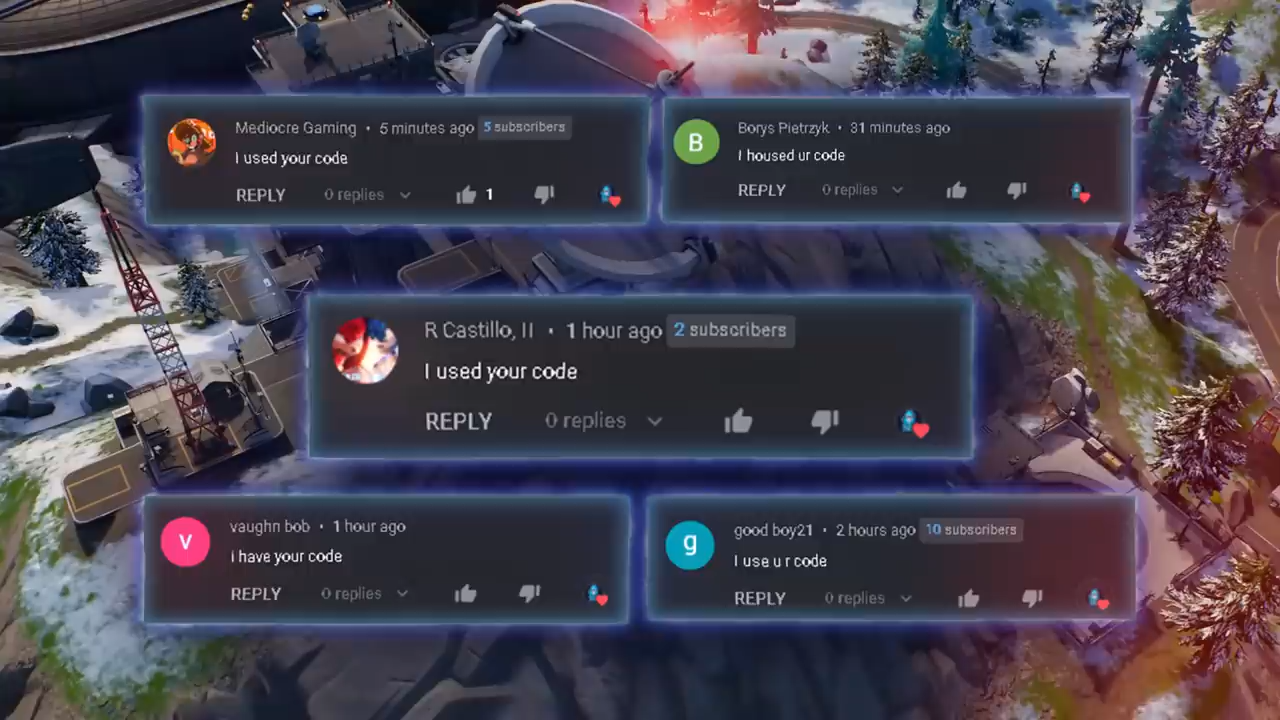 Mediocre Gaming • 5 minutes ago 5 subscribers
I used your code
REPLY 0 replies 1
Borys Pietrzyk • 31 minutes ago
B
I housed ur code
REPLY 0 replies
R Castillo, II • 1 hour ago 2 subscribers
I used your code
REPLY 0 replies
vaughn bob • 1 hour ago
V
i have your code
REPLY 0 replies
good boy21 • 2 hours ago 10 subscribers
g
I use u r code
REPLY 0 replies